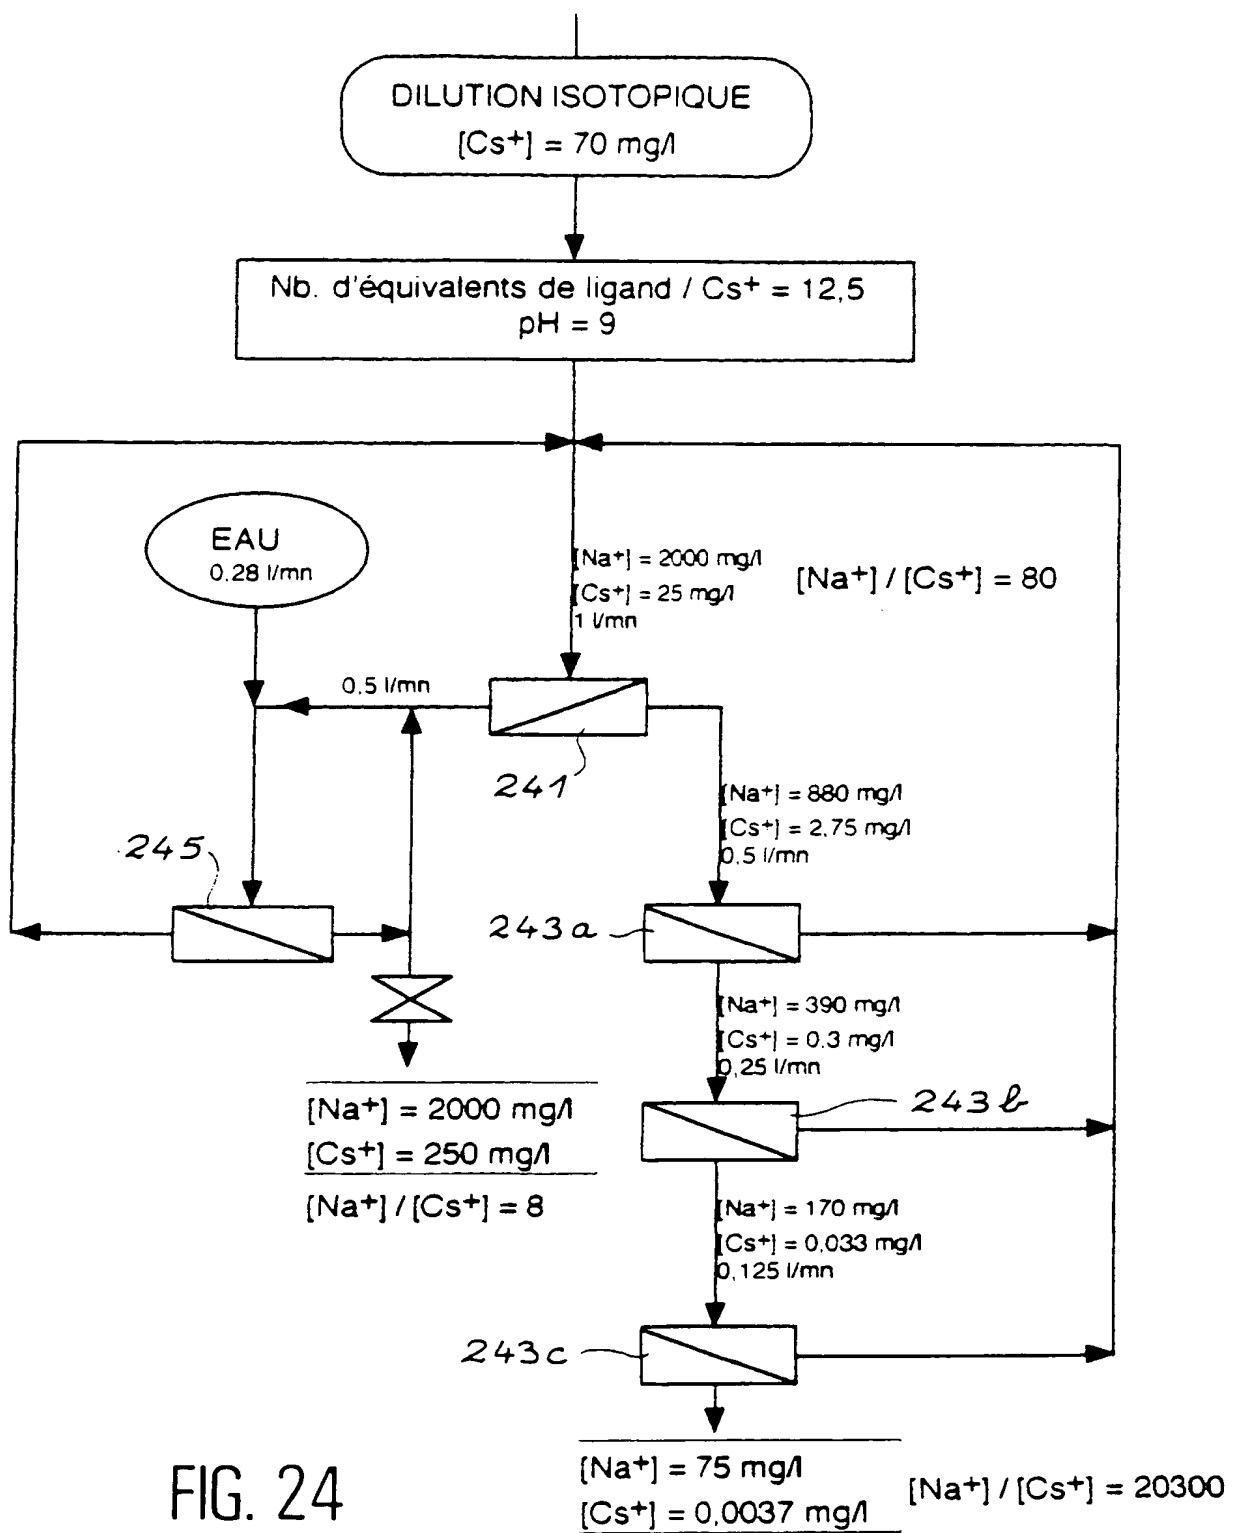 DILUTION ISOTOPIQUE
[Cs+] = 70 mg/l
Nb. d'équivalents de ligand / Cs+ = 12,5
pH = 9
EAU
0.28 l/mn
[Na+] = 2000 mg/l
[Cs+] = 25 mg/l
1 l/mn
[Na+] / [Cs+] = 80
0.5 l/mn
241
[Na+] = 880 mg/l
[Cs+] = 2,75 mg/l
0,5 l/mn
245
243a
[Na+] = 390 mg/l
[Cs+] = 0.3 mg/l
0,25 l/mn
[Na+] = 2000 mg/l
[Cs+] = 250 mg/l
[Na+] / [Cs+] = 8
243b
[Na+] = 170 mg/l
[Cs+] = 0,033 mg/l
0,125 l/mn
243c
[Na+] = 75 mg/l
[Cs+] = 0,0037 mg/l
[Na+] / [Cs+] = 20300
FIG. 24